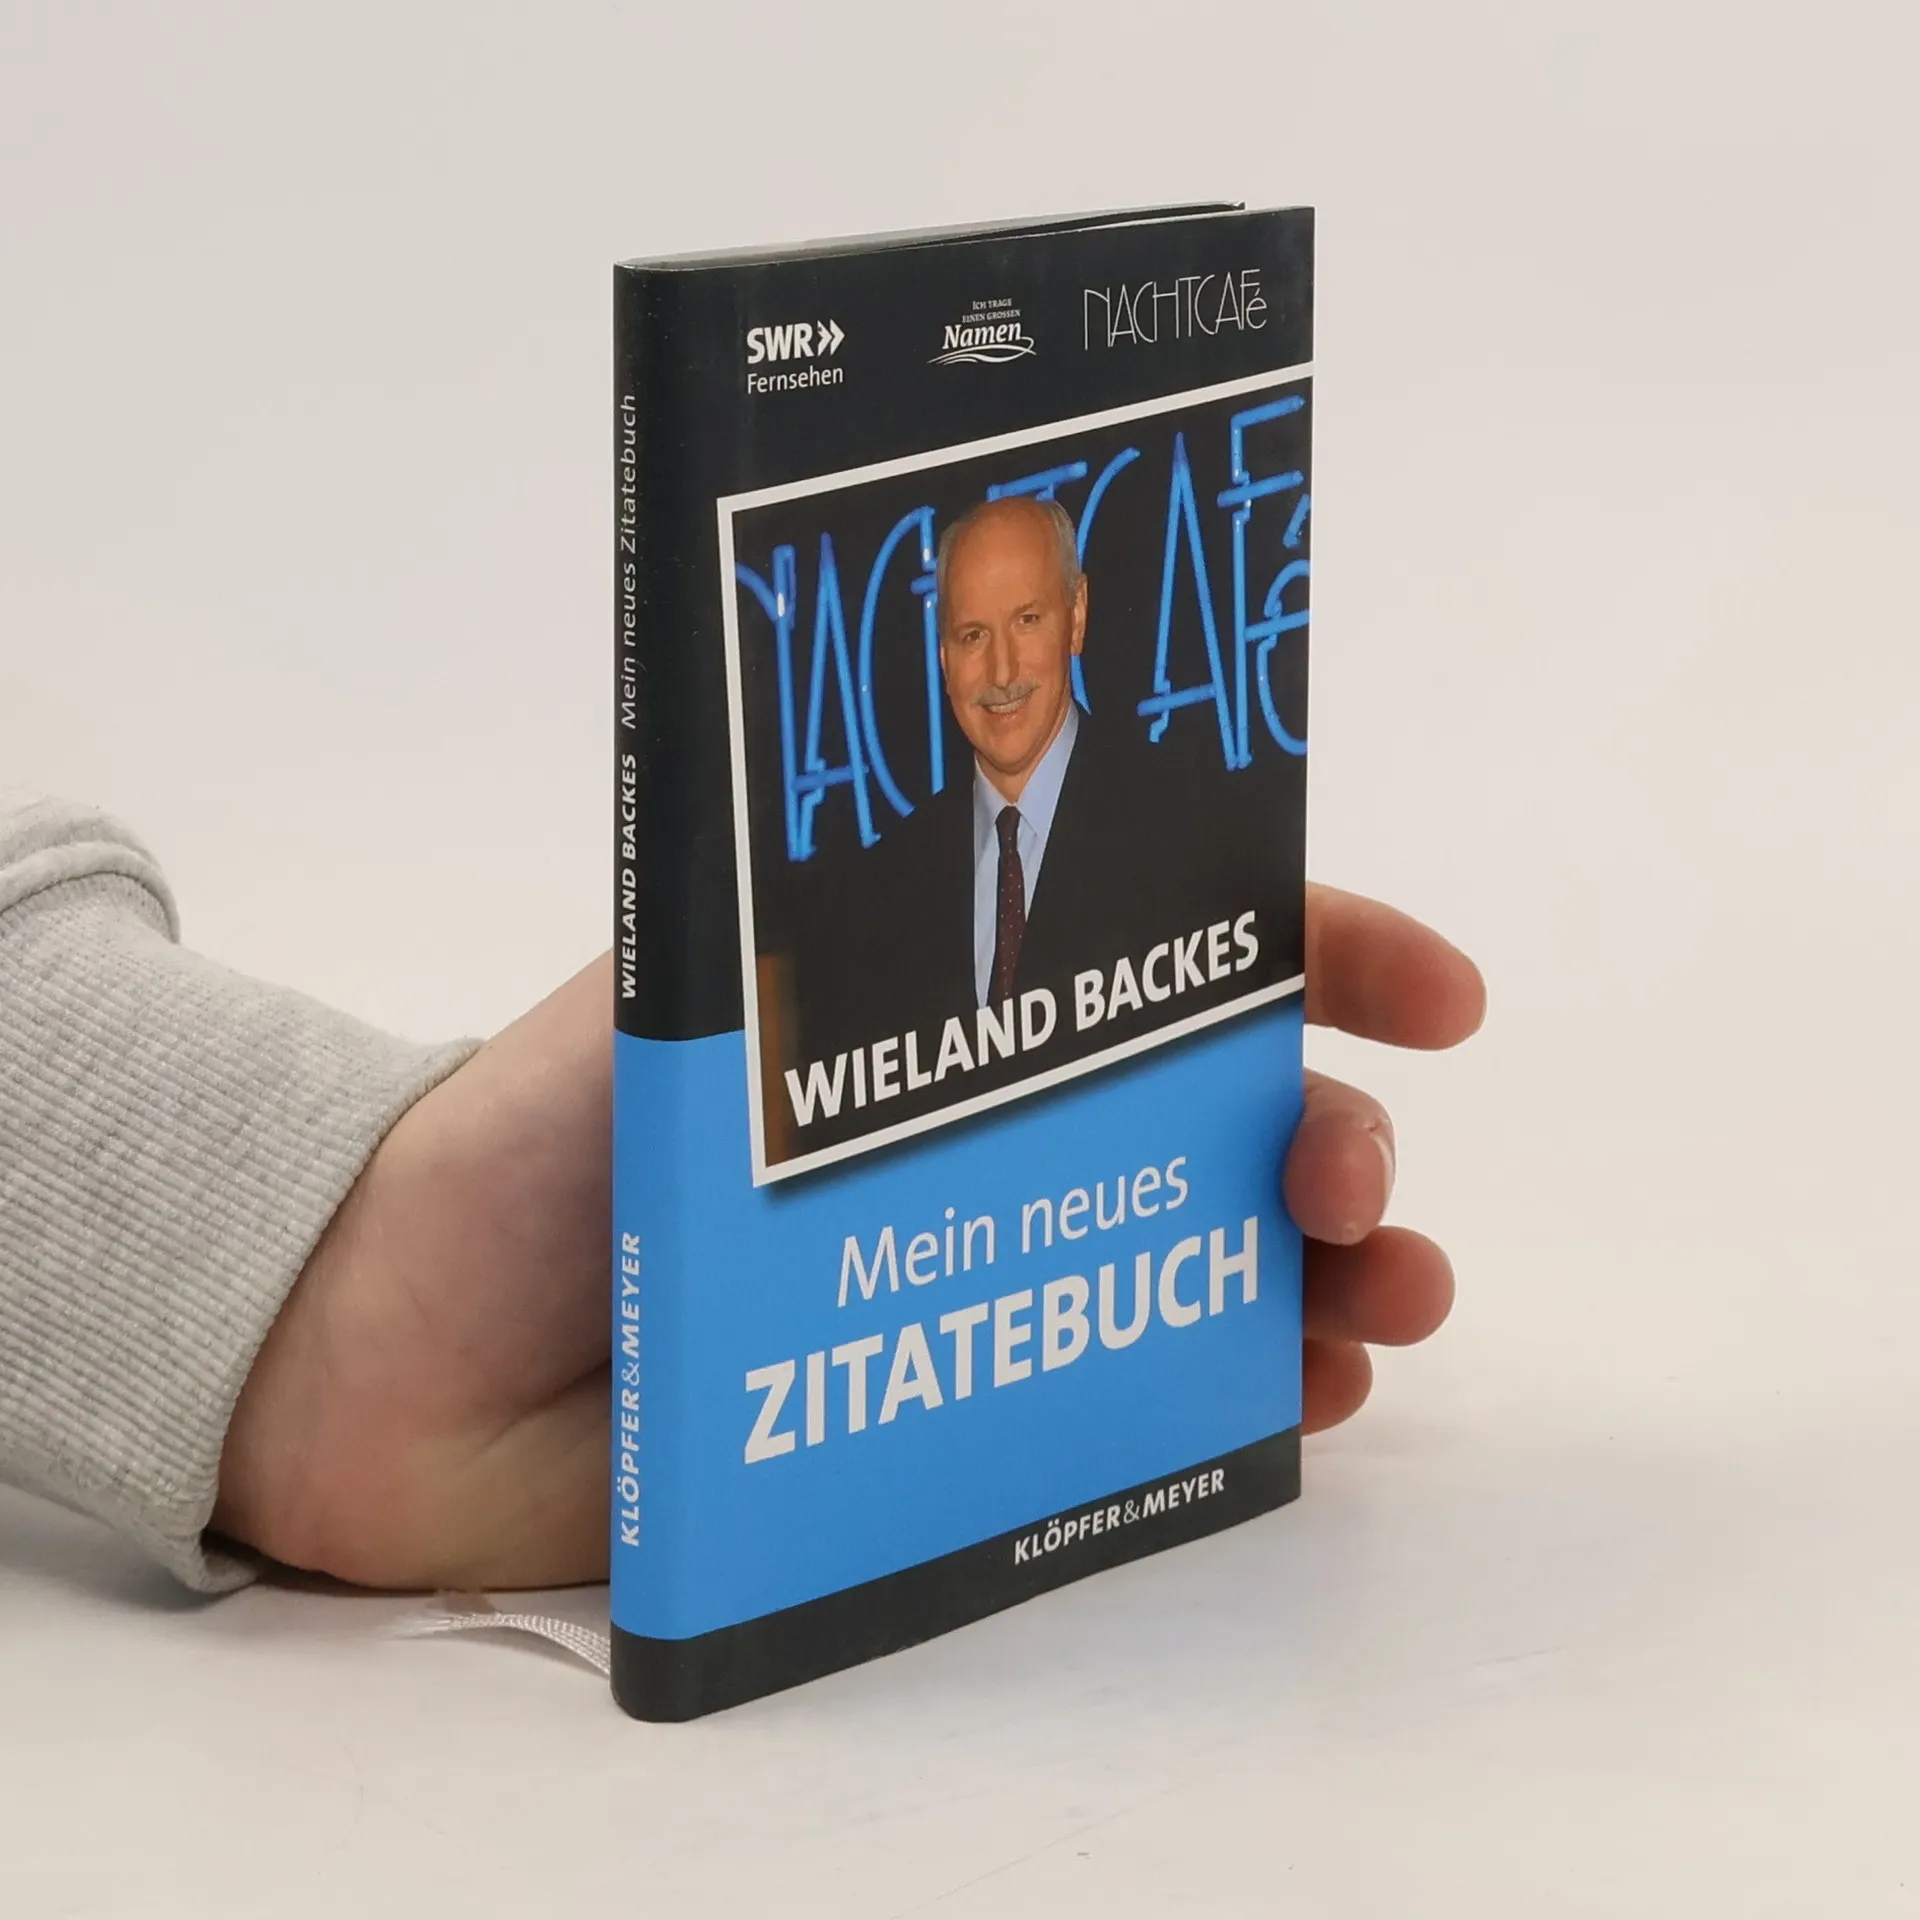 WIELAND BACKES Mein neues Zitatebuch
KLÖPFER&MEYER
SWR
Fernsehen
ICH TRAGE
EINEN GROSSEN
Namen
NACHTCAFé
NACHTCAFé
WIELAND BACKES
Mein neues
ZITATEBUCH
KLÖPFER&MEYER